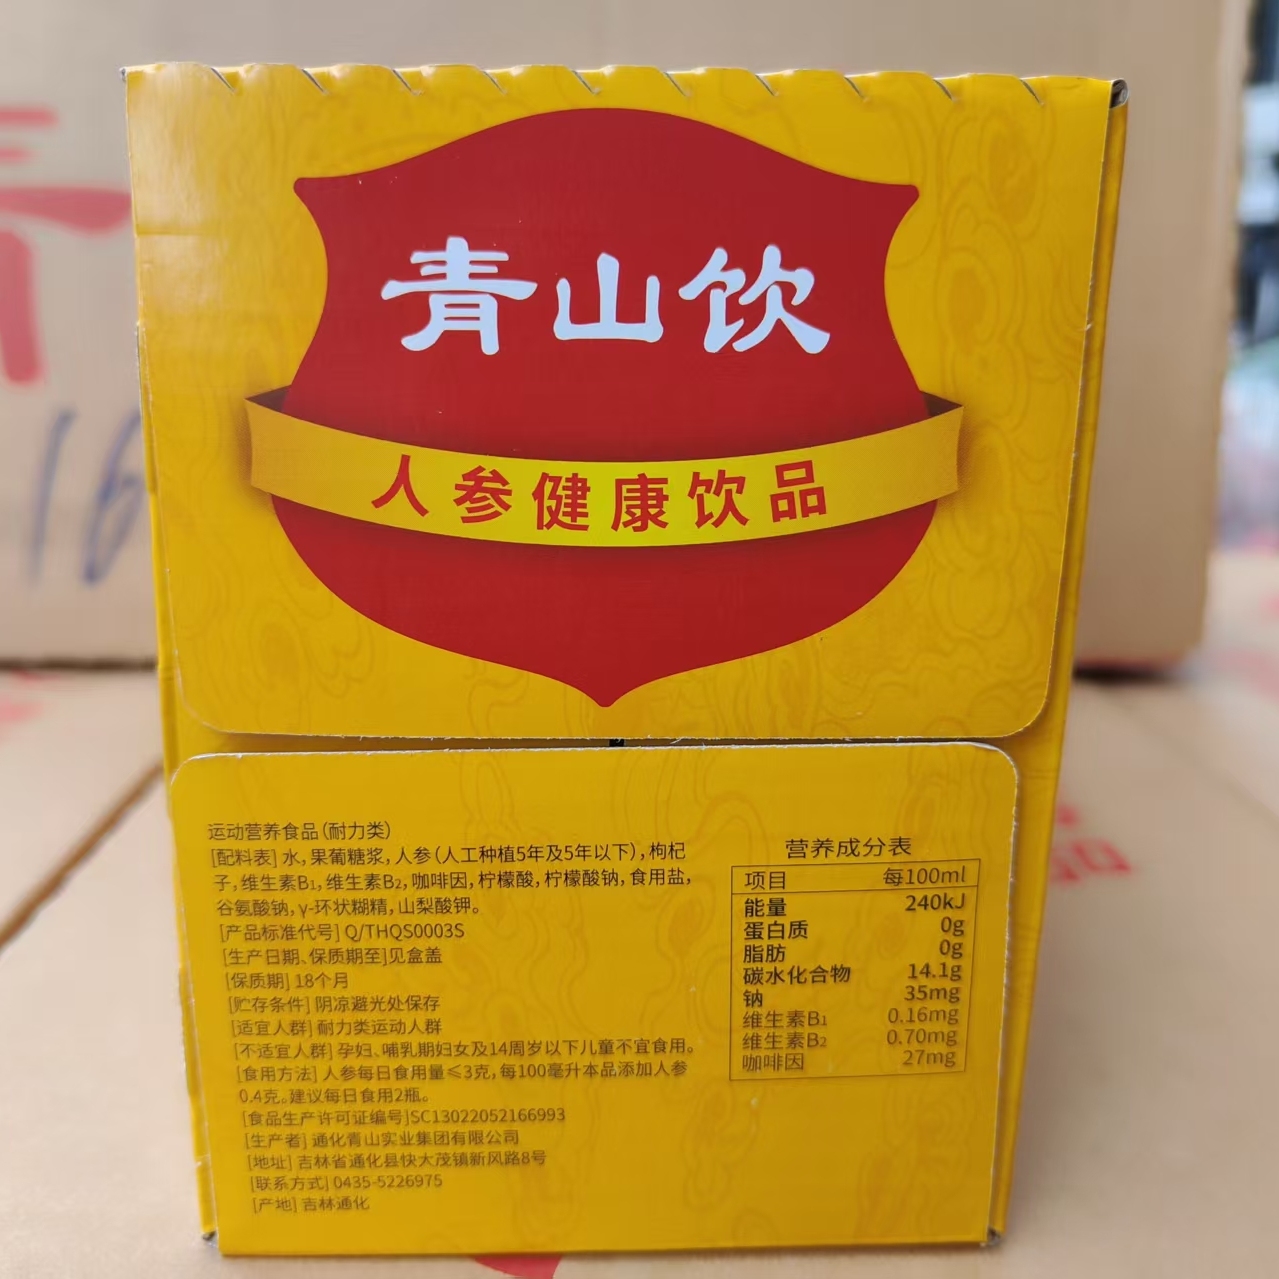 青山饮
人参健康饮品
运动营养食品(耐力类)
[配料表] 水,果葡糖浆,人参(人工种植5年及5年以下),枸杞
子,维生素B₁,维生素B₂,咖啡因,柠檬酸,柠檬酸钠,食用盐,
谷氨酸钠,γ-环状糊精,山梨酸钾。
[产品标准代号] Q/THQS0003S
[生产日期、保质期至]见盒盖
[保质期] 18个月
[贮存条件] 阴凉避光处保存
[适宜人群] 耐力类运动人群
[不适宜人群] 孕妇、哺乳期妇女及14周岁以下儿童不宜食用。
[食用方法] 人参每日食用量≤3克,每100毫升本品添加人参
0.4克。建议每日食用2瓶。
[食品生产许可证编号]SC13022052166993
[生产者] 通化青山实业集团有限公司
[地址] 吉林省通化县快大茂镇新风路8号
[联系方式] 0435-5226975
[产地] 吉林通化
营养成分表
项目 每100ml
能量 240kJ
蛋白质 0g
脂肪 0g
碳水化合物 14.1g
钠 35mg
维生素B₁ 0.16mg
维生素B₂ 0.70mg
咖啡因 27mg
16
品